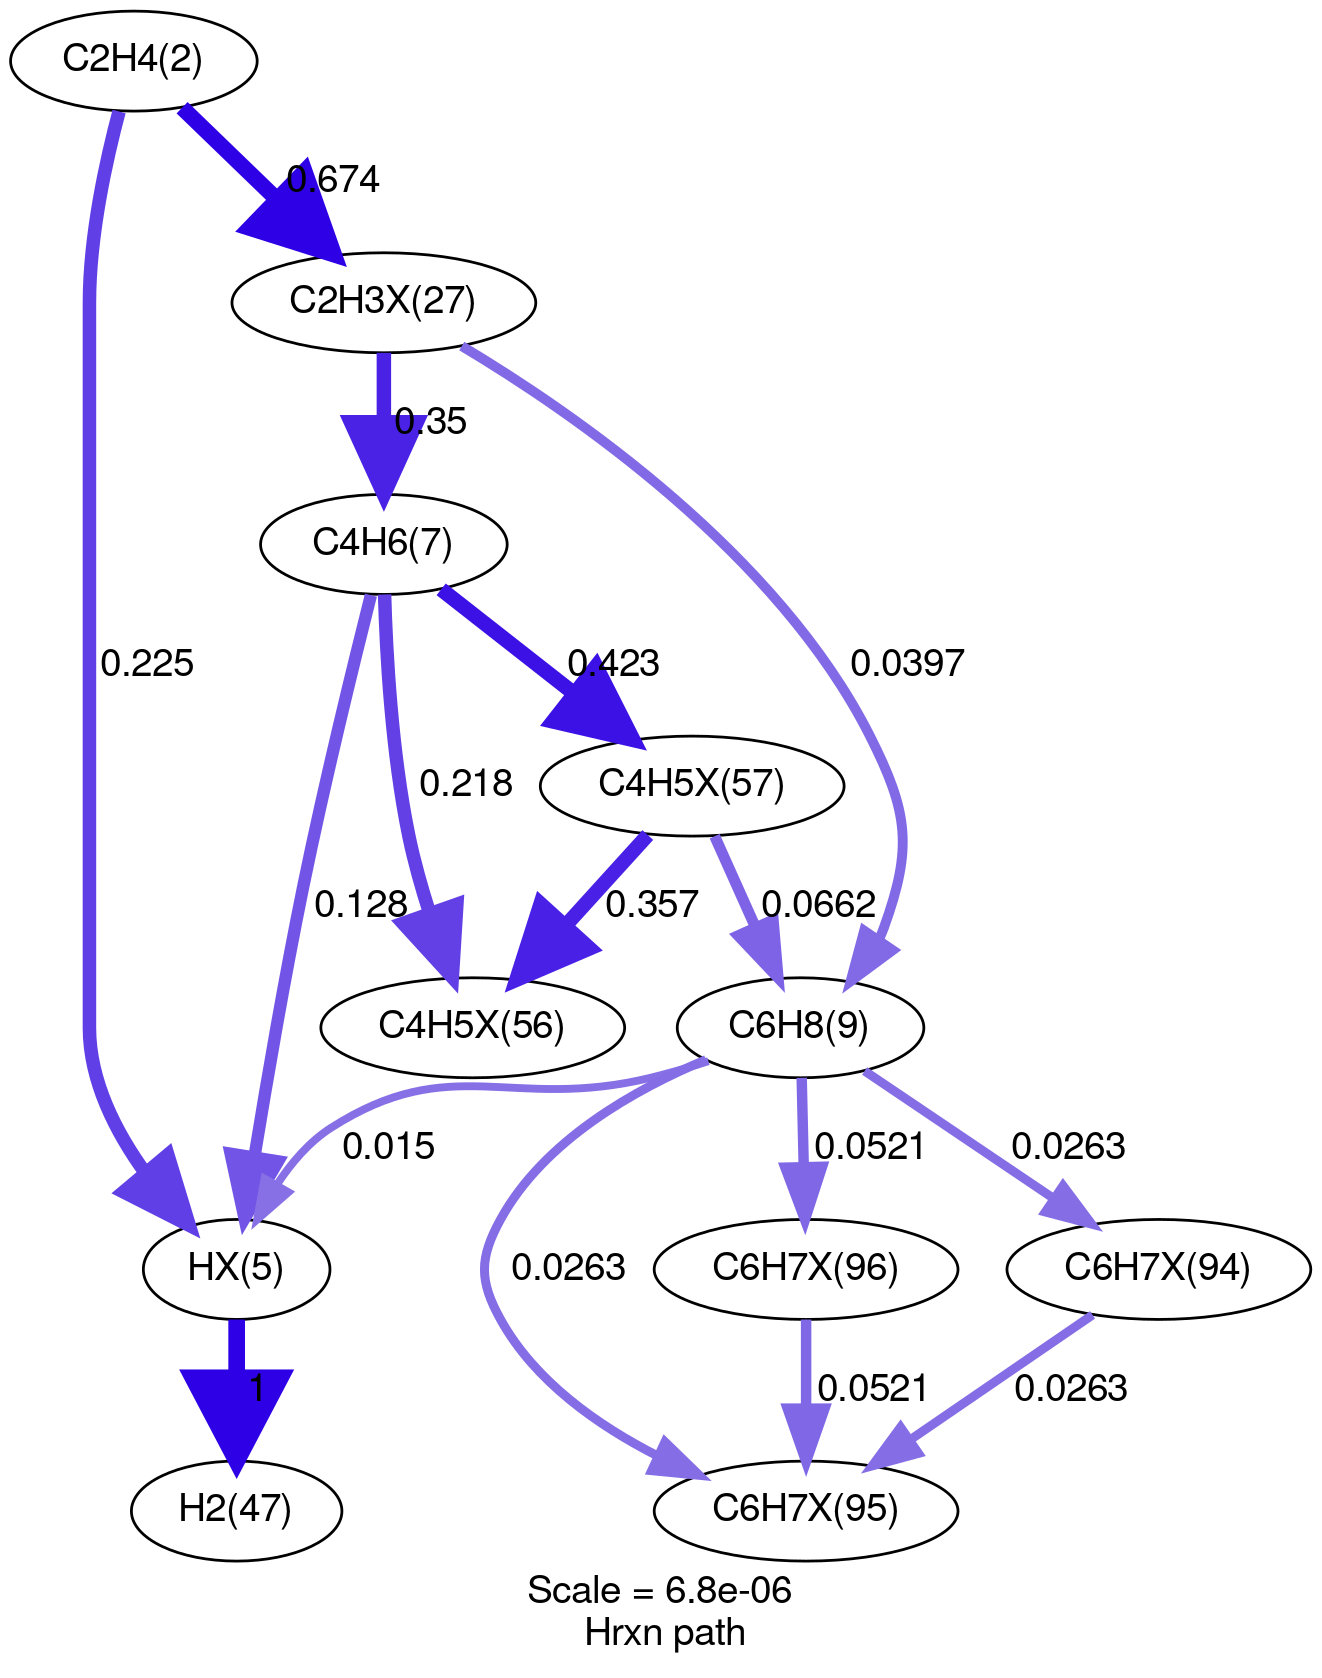 C2H4(2)
0.674
C2H3X(27)
0.35
C4H6(7)
0.225
0.423
0.0397
0.218
C4H5X(57)
0.128
0.357
0.0662
C4H5X(56)
C6H8(9)
0.015
0.0521
0.0263
HX(5)
0.0263
C6H7X(96)
C6H7X(94)
1
0.0521
0.0263
H2(47)
C6H7X(95)
Scale = 6.8e-06
Hrxn path